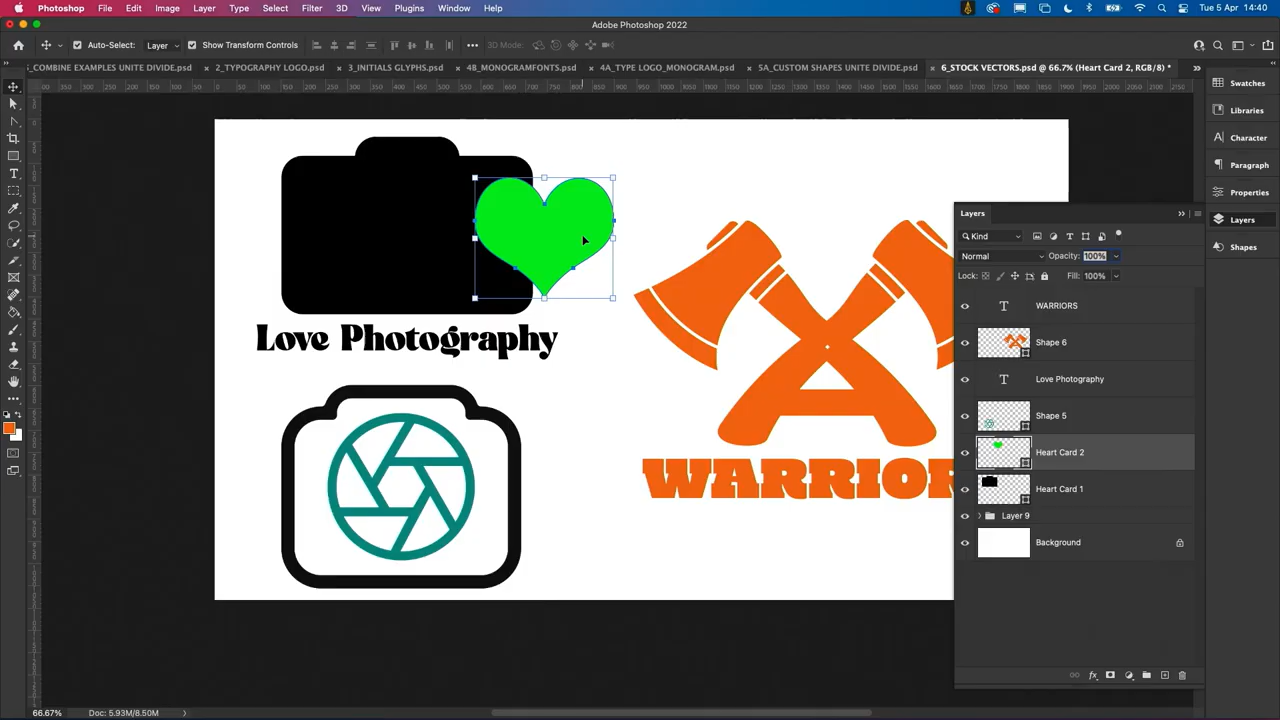 Photoshop File Edit Image Layer Type Select Filter 3D View Plugins Window Help Tue 5 Apr 14:40
Adobe Photoshop 2022
Auto-Select: Layer Show Transform Controls 3D Mode:
COMBINE EXAMPLES UNITE DIVIDE.psd × 2_TYPOGRAPHY LOGO.psd × 3_INITIALS GLYPHS.psd × 4B_MONOGRAMFONTS.psd × 4A_TYPE LOGO_MONOGRAM.psd × 5A_CUSTOM SHAPES UNITE DIVIDE.psd × 6_STOCK VECTORS.psd @ 66.7% (Heart Card 2, RGB/8) *
Love Photography
WARRIOR
Layers
Kind
Normal Opacity: 100%
Lock: Fill: 100%
T WARRIORS
Shape 6
T Love Photography
Shape 5
Heart Card 2
Heart Card 1
Layer 9
Background
fx
Swatches
Libraries
Character
Paragraph
Properties
Layers
Shapes
66.67% Doc: 5.93M/8.50M